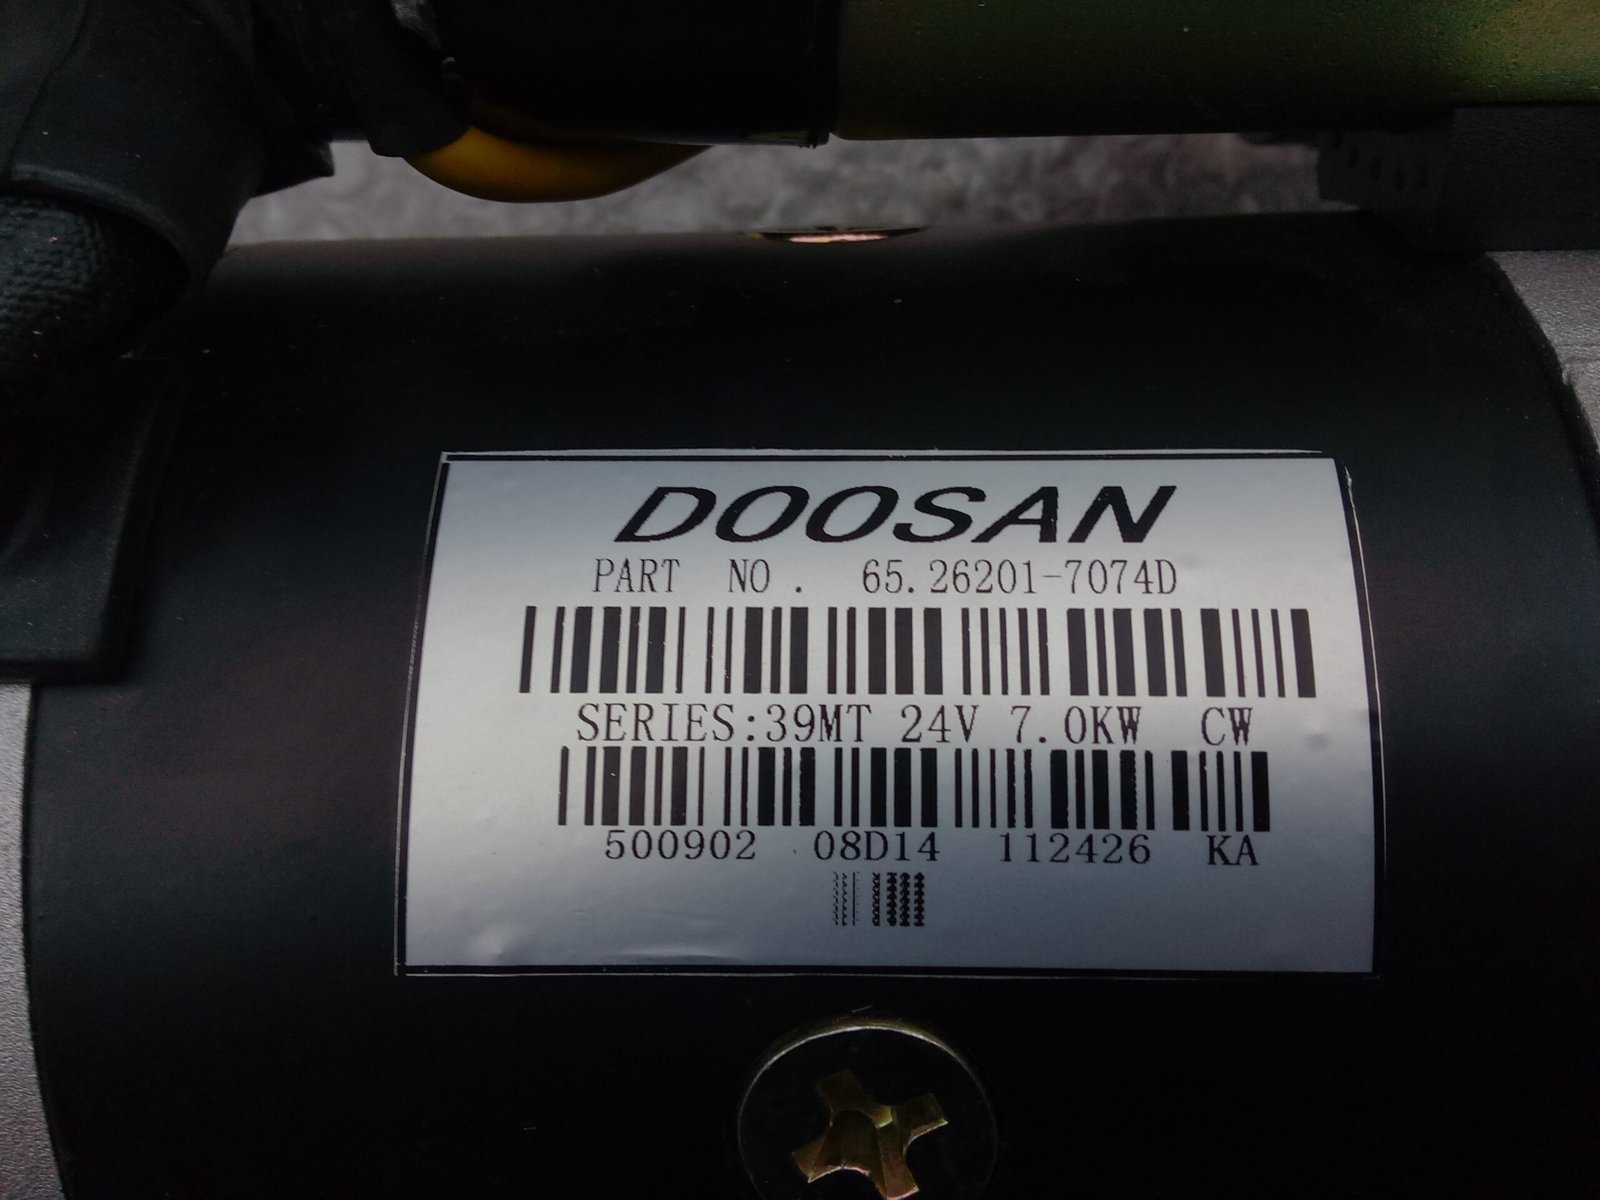 DOOSAN
PART NO. 65.26201-7074D
SERIES:39MT 24V 7.0KW CW
500902 08D14 112426 KA